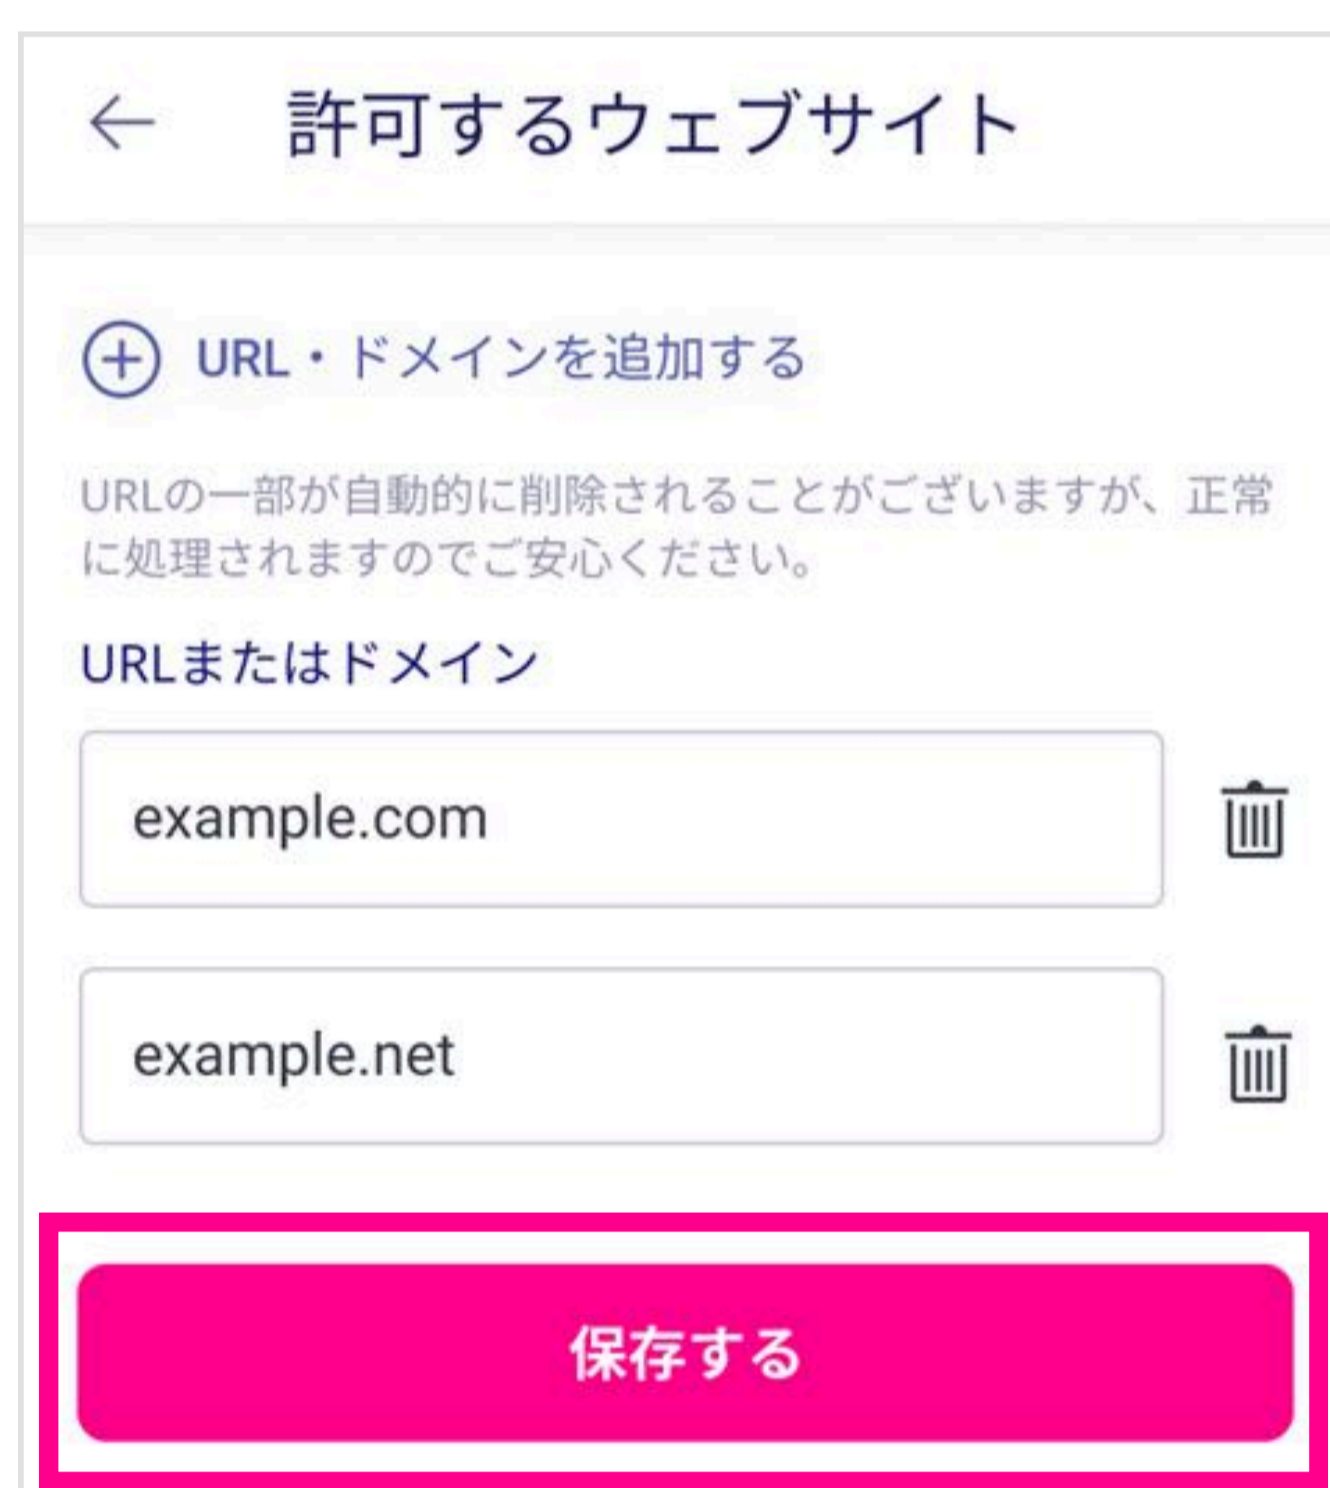 許可するウェブサイト
URL・ドメインを追加する
URLの一部が自動的に削除されることがございますが、正常
に処理されますのでご安心ください。
URLまたはドメイン
example.com
example.net
保存する